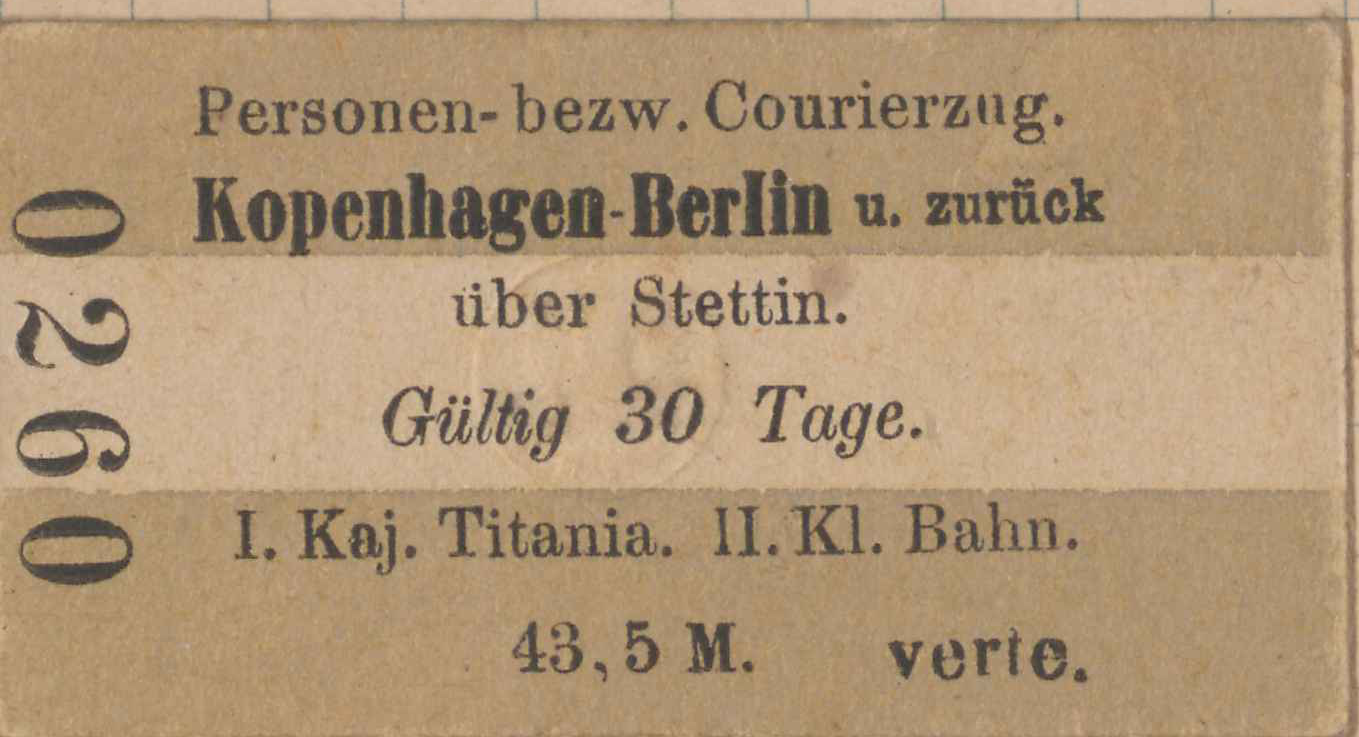 Personen- bezw. Courierzug.
Kopenhagen-Berlin u. zurück
über Stettin.
Gültig 30 Tage.
I. Kaj. Titania. II. Kl. Bahn.
43,5 M. verte.
0260